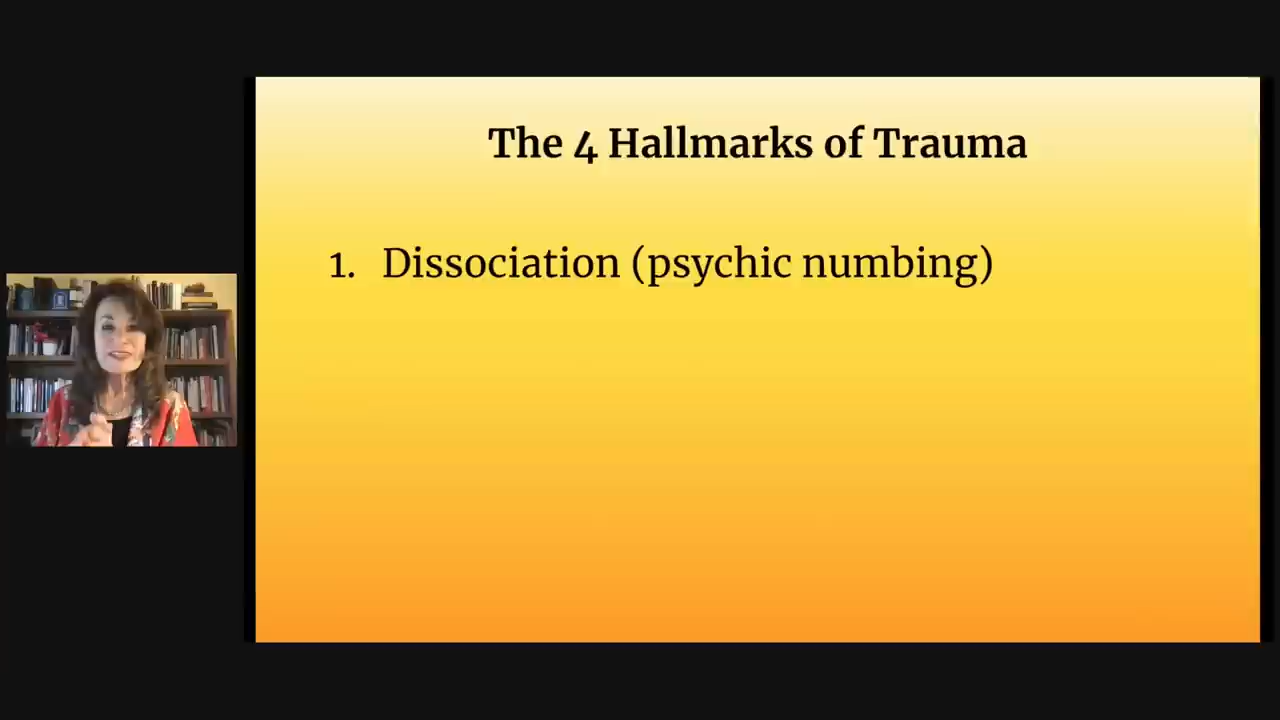 The 4 Hallmarks of Trauma
1. Dissociation (psychic numbing)